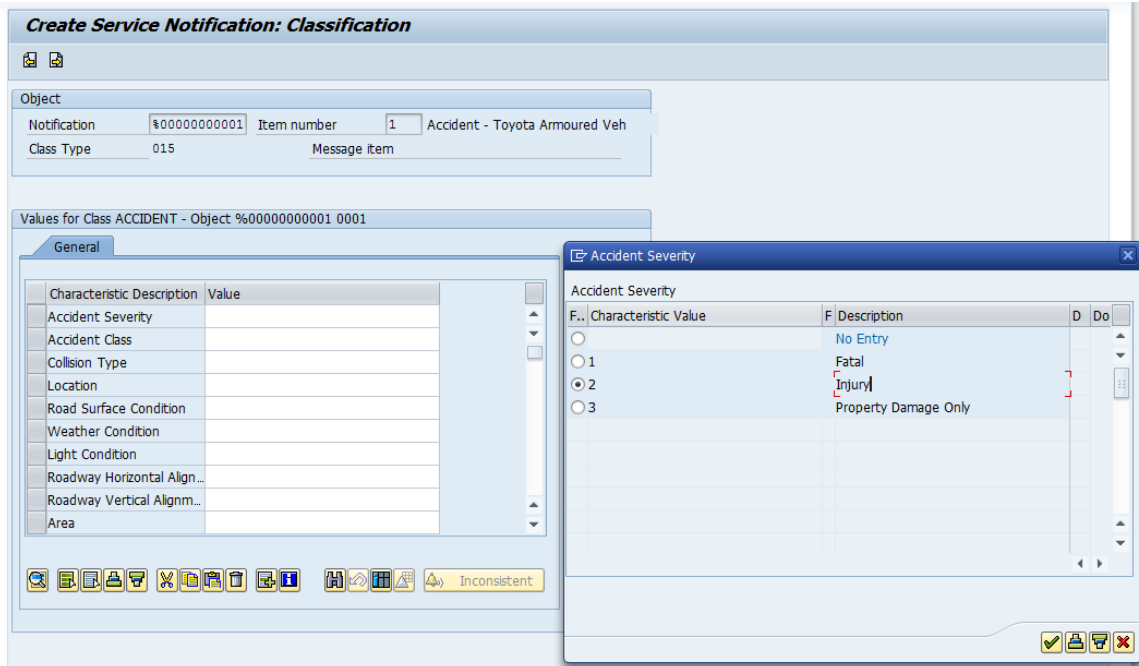 Create Service Notification: Classification
Object
Notification %00000000001 Item number 1 Accident - Toyota Armoured Veh
Class Type 015 Message item
Values for Class ACCIDENT - Object %00000000001 0001
General
Characteristic Description Value
Accident Severity
Accident Class
Collision Type
Location
Road Surface Condition
Weather Condition
Light Condition
Roadway Horizontal Align...
Roadway Vertical Alignm...
Area
Inconsistent
Accident Severity
Accident Severity
F.. Characteristic Value F Description D Do
No Entry
1 Fatal
2 Injury
3 Property Damage Only